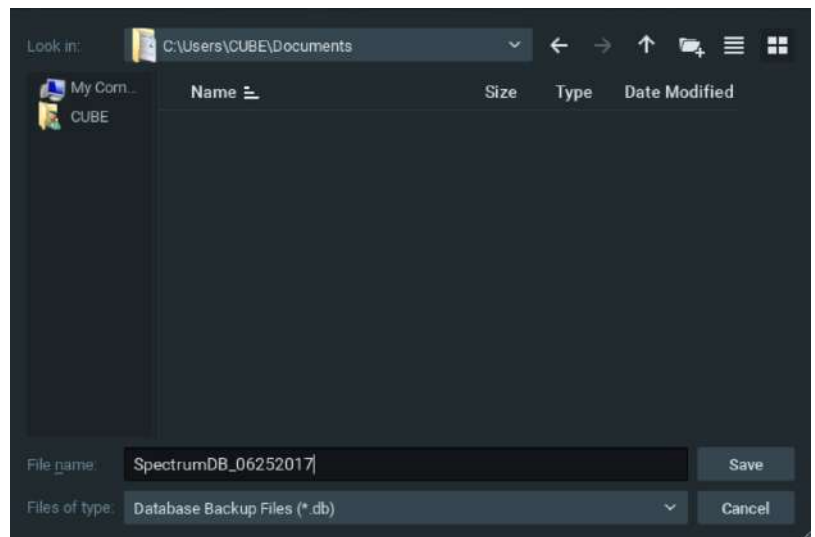 Look in: C:\Users\CUBE\Documents
My Com...
CUBE
Name Size Type Date Modified
File name: SpectrumDB_06252017
Save
Files of type: Database Backup Files (*.db)
Cancel